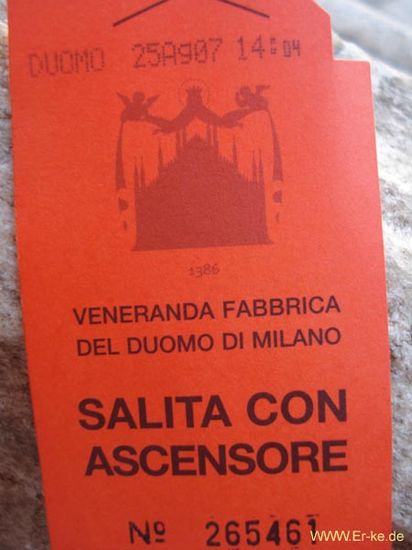 DUOMO 25Ag07 14:04
1386
VENERANDA FABBRICA
DEL DUOMO DI MILANO
SALITA CON
ASCENSORE
Nº 265461
WWW.Er-ke.de